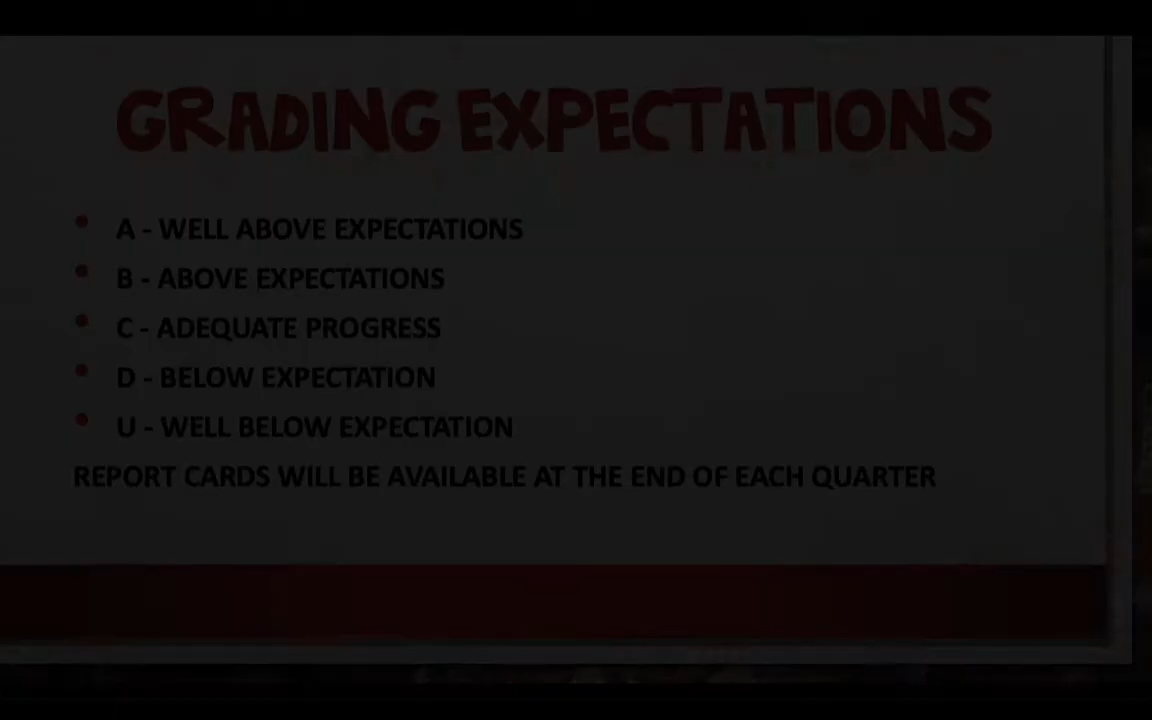 GRADING EXPECTATIONS
• A - WELL ABOVE EXPECTATIONS
• B - ABOVE EXPECTATIONS
• C - ADEQUATE PROGRESS
• D - BELOW EXPECTATION
• U - WELL BELOW EXPECTATION
REPORT CARDS WILL BE AVAILABLE AT THE END OF EACH QUARTER